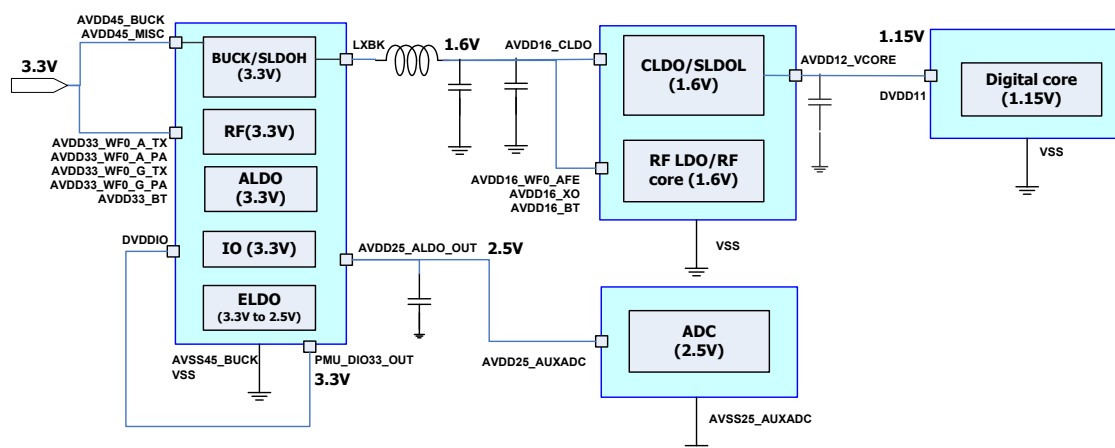 AVDD45_BUCK
AVDD45_MISC
3.3V
BUCK/SLDOH
(3.3V)
RF(3.3V)
ALDO
(3.3V)
IO (3.3V)
ELDO
(3.3V to 2.5V)
AVDD33_WF0_A_TX
AVDD33_WF0_A_PA
AVDD33_WF0_G_TX
AVDD33_WF0_G_PA
AVDD33_BT
DVDDIO
AVSS45_BUCK
VSS
PMU_DIO33_OUT
3.3V
LXBK
1.6V
AVDD16_CLDO
CLDO/SLDOL
(1.6V)
RF LDO/RF
core (1.6V)
AVDD16_WF0_AFE
AVDD16_XO
AVDD16_BT
VSS
AVDD25_ALDO_OUT
2.5V
ADC
(2.5V)
AVDD25_AUXADC
AVSS25_AUXADC
1.15V
AVDD12_VCORE
DVDD11
Digital core
(1.15V)
VSS